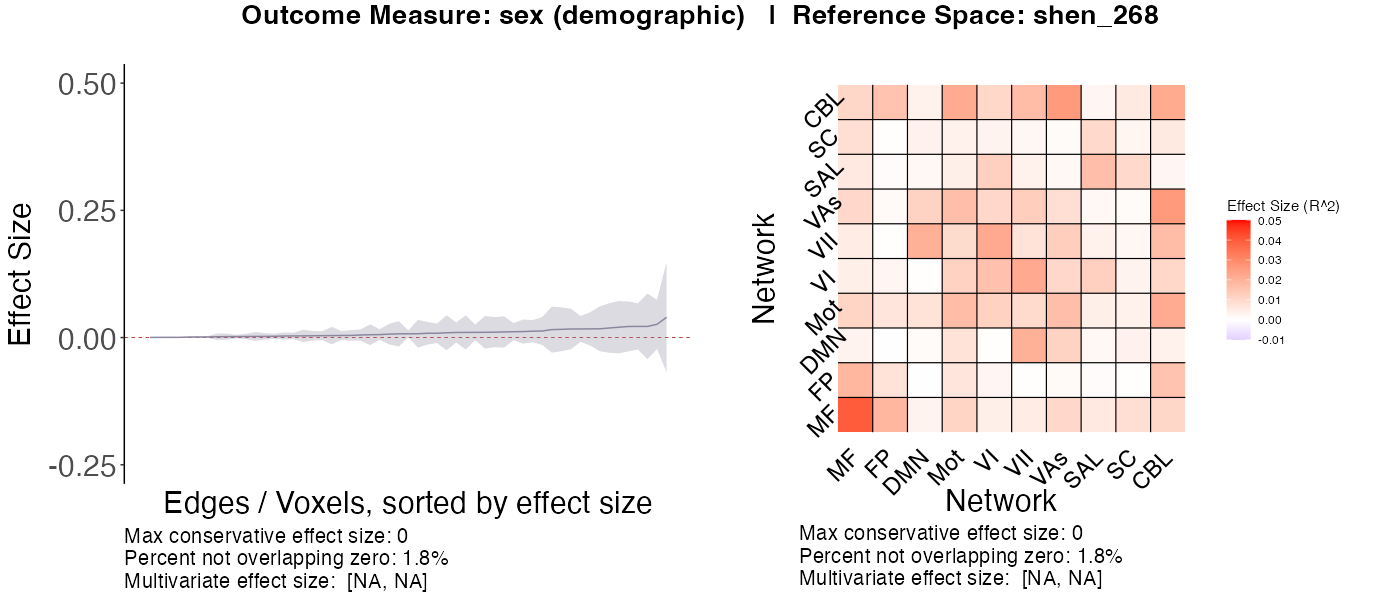 Outcome Measure: sex (demographic) | Reference Space: shen_268
0.50
0.25
0.00
-0.25
Effect Size
Edges / Voxels, sorted by effect size
Max conservative effect size: 0
Percent not overlapping zero: 1.8%
Multivariate effect size: [NA, NA]
Network
CBL
SC
SAL
VAs
VII
VI
Mot
DMN
FP
MF
MF
FP
DMN
Mot
VI
VII
VAs
SAL
SC
CBL
Network
Max conservative effect size: 0
Percent not overlapping zero: 1.8%
Multivariate effect size: [NA, NA]
Effect Size (R^2)
0.05
0.04
0.03
0.02
0.01
0.00
-0.01